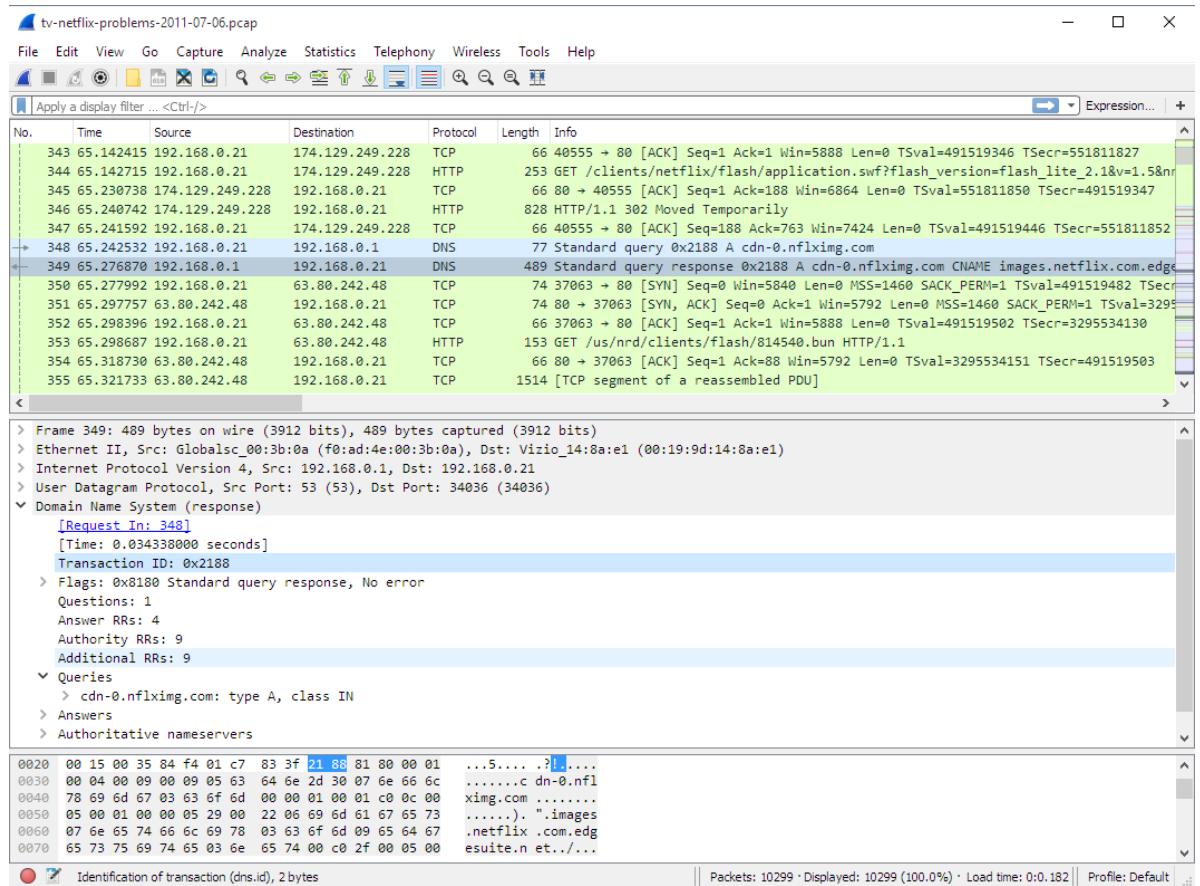 tv-netflix-problems-2011-07-06.pcap
File Edit View Go Capture Analyze Statistics Telephony Wireless Tools Help
Apply a display filter ... <Ctrl-/> Expression... +
No. Time Source Destination Protocol Length Info
343 65.142415 192.168.0.21 174.129.249.228 TCP 66 40555 → 80 [ACK] Seq=1 Ack=1 Win=5888 Len=0 TSval=491519346 TSecr=551811827
344 65.142715 192.168.0.21 174.129.249.228 HTTP 253 GET /clients/netflix/flash/application.swf?flash_version=flash_lite_2.1&v=1.5&nr
345 65.230738 174.129.249.228 192.168.0.21 TCP 66 80 → 40555 [ACK] Seq=1 Ack=188 Win=6864 Len=0 TSval=551811850 TSecr=491519347
346 65.240742 174.129.249.228 192.168.0.21 HTTP 828 HTTP/1.1 302 Moved Temporarily
347 65.241592 192.168.0.21 174.129.249.228 TCP 66 40555 → 80 [ACK] Seq=188 Ack=763 Win=7424 Len=0 TSval=491519446 TSecr=551811852
348 65.242532 192.168.0.21 192.168.0.1 DNS 77 Standard query 0x2188 A cdn-0.nflximg.com
349 65.276870 192.168.0.1 192.168.0.21 DNS 489 Standard query response 0x2188 A cdn-0.nflximg.com CNAME images.netflix.com.edge
350 65.277992 192.168.0.21 63.80.242.48 TCP 74 37063 → 80 [SYN] Seq=0 Win=5840 Len=0 MSS=1460 SACK_PERM=1 TSval=491519482 TSecr
351 65.297757 63.80.242.48 192.168.0.21 TCP 74 80 → 37063 [SYN, ACK] Seq=0 Ack=1 Win=5792 Len=0 MSS=1460 SACK_PERM=1 TSval=3295
352 65.298396 192.168.0.21 63.80.242.48 TCP 66 37063 → 80 [ACK] Seq=1 Ack=1 Win=5888 Len=0 TSval=491519502 TSecr=3295534130
353 65.298687 192.168.0.21 63.80.242.48 HTTP 153 GET /us/nrd/clients/flash/814540.bun HTTP/1.1
354 65.318730 63.80.242.48 192.168.0.21 TCP 66 80 → 37063 [ACK] Seq=1 Ack=88 Win=5792 Len=0 TSval=3295534151 TSecr=491519503
355 65.321733 63.80.242.48 192.168.0.21 TCP 1514 [TCP segment of a reassembled PDU]
Frame 349: 489 bytes on wire (3912 bits), 489 bytes captured (3912 bits)
Ethernet II, Src: Globalsc_00:3b:0a (f0:ad:4e:00:3b:0a), Dst: Vizio_14:8a:e1 (00:19:9d:14:8a:e1)
Internet Protocol Version 4, Src: 192.168.0.1, Dst: 192.168.0.21
User Datagram Protocol, Src Port: 53 (53), Dst Port: 34036 (34036)
Domain Name System (response)
[Request In: 348]
[Time: 0.034338000 seconds]
Transaction ID: 0x2188
Flags: 0x8180 Standard query response, No error
Questions: 1
Answer RRs: 4
Authority RRs: 9
Additional RRs: 9
Queries
cdn-0.nflximg.com: type A, class IN
Answers
Authoritative nameservers
0020 00 15 00 35 84 f4 01 c7 83 3f 21 88 81 80 00 01 ...5.... .?!.....
0030 00 04 00 09 00 09 05 63 64 6e 2d 30 07 6e 66 6c .......c dn-0.nfl
0040 78 69 6d 67 03 63 6f 6d 00 00 01 00 01 c0 0c 00 ximg.com ........
0050 05 00 01 00 00 05 29 00 22 06 69 6d 61 67 65 73 ......). ".images
0060 07 6e 65 74 66 6c 69 78 03 63 6f 6d 09 65 64 67 .netflix .com.edg
0070 65 73 75 69 74 65 03 6e 65 74 00 c0 2f 00 05 00 esuite.n et../...
Identification of transaction (dns.id), 2 bytes Packets: 10299 · Displayed: 10299 (100.0%) · Load time: 0:0.182 Profile: Default